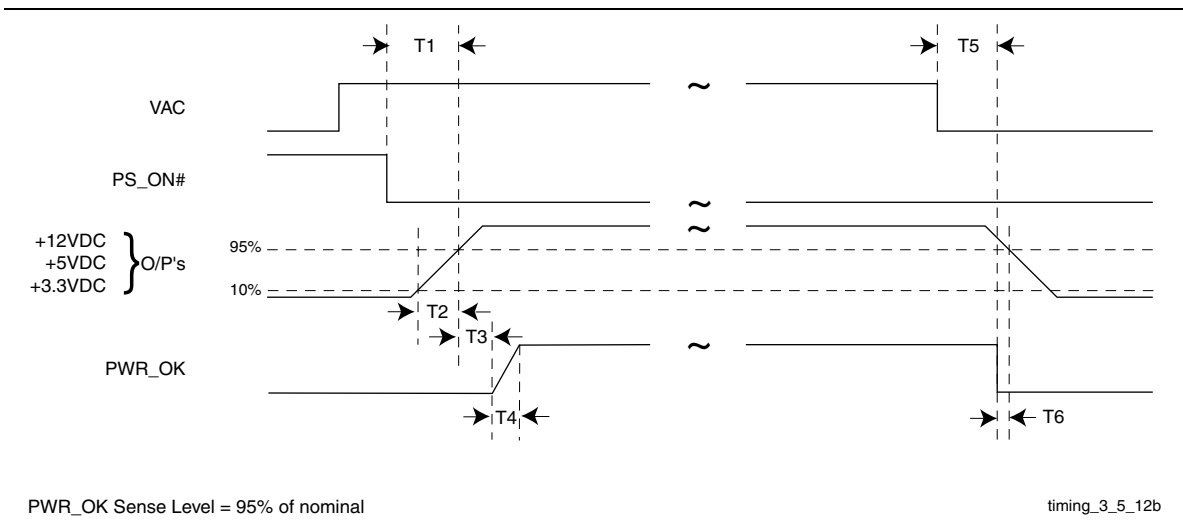 T1
T5
VAC
~
PS_ON#
~
~
+12VDC
+5VDC
+3.3VDC
} O/P's
95%
10%
T2
T3
PWR_OK
~
T4
T6
PWR_OK Sense Level = 95% of nominal
timing_3_5_12b